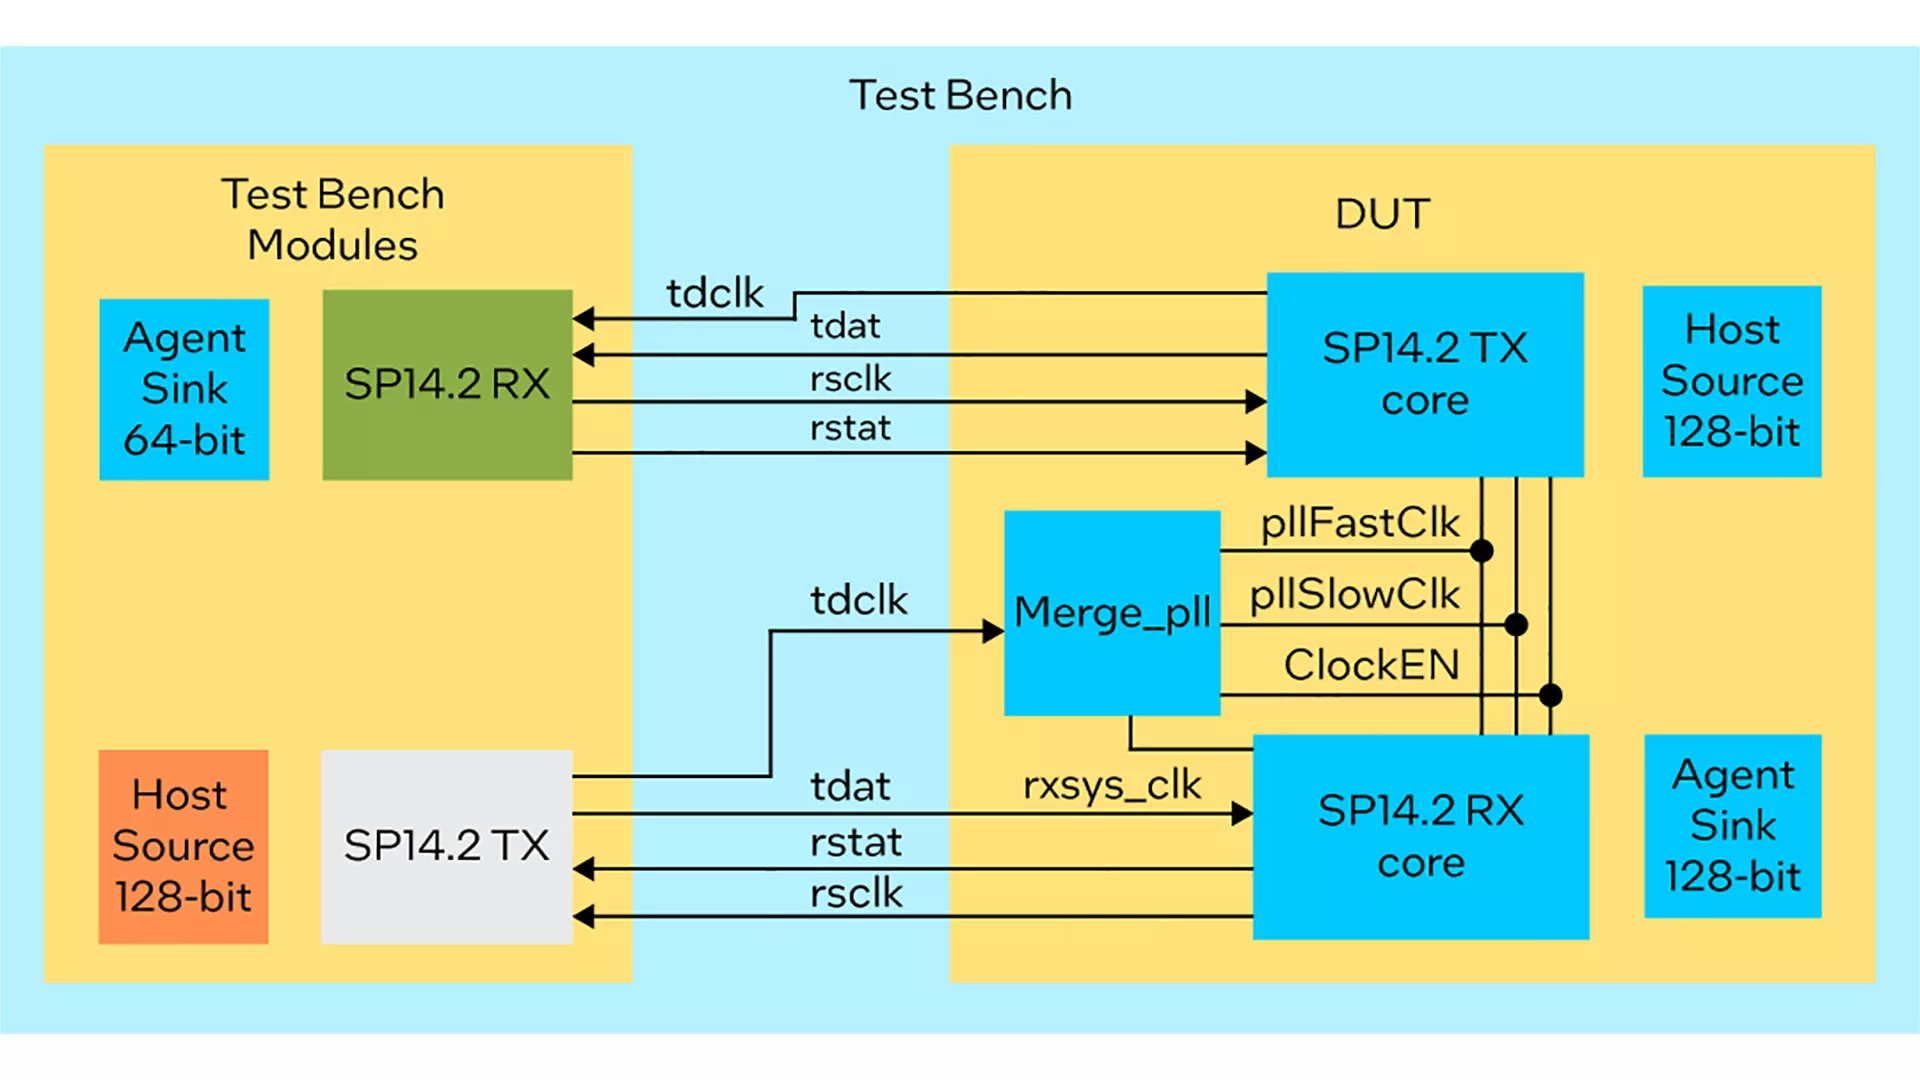 Test Bench
Test Bench
Modules
Agent
Sink
64-bit
SP14.2 RX
tdclk
tdat
rsclk
rstat
DUT
SP14.2 TX
core
Host
Source
128-bit
Merge_pll
pllFastClk
pllSlowClk
ClockEN
tdclk
Host
Source
128-bit
SP14.2 TX
tdat
rxsys_clk
rstat
rsclk
SP14.2 RX
core
Agent
Sink
128-bit